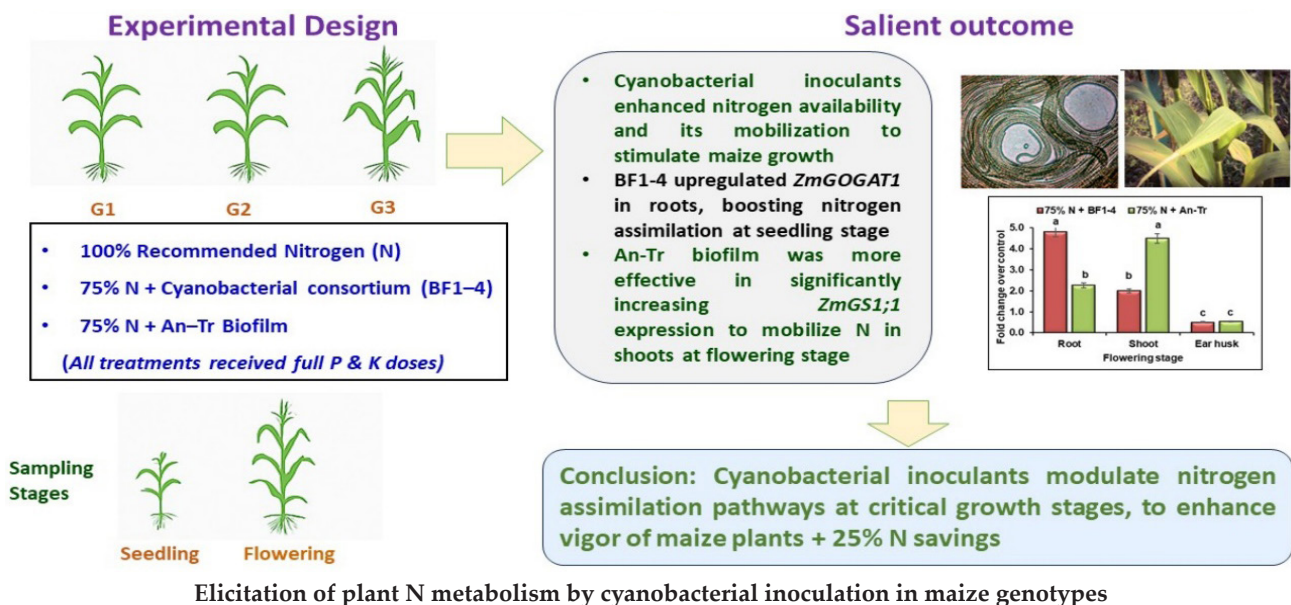 Experimental Design
G1 G2 G3
• 100% Recommended Nitrogen (N)
• 75% N + Cyanobacterial consortium (BF1–4)
• 75% N + An–Tr Biofilm
(All treatments received full P & K doses)
Sampling
Stages
Seedling Flowering
Salient outcome
• Cyanobacterial inoculants
enhanced nitrogen availability
and its mobilization to
stimulate maize growth
• BF1-4 upregulated ZmGOGAT1
in roots, boosting nitrogen
assimilation at seedling stage
• An-Tr biofilm was more
effective in significantly
increasing ZmGS1;1
expression to mobilize N in
shoots at flowering stage
75% N + BF1-4 75% N + An-Tr
Fold change over control
5.0
4.0
3.0
2.0
1.0
0.0
a b b a c c
Root Shoot Ear husk
Flowering stage
Conclusion: Cyanobacterial inoculants modulate nitrogen
assimilation pathways at critical growth stages, to enhance
vigor of maize plants + 25% N savings
Elicitation of plant N metabolism by cyanobacterial inoculation in maize genotypes